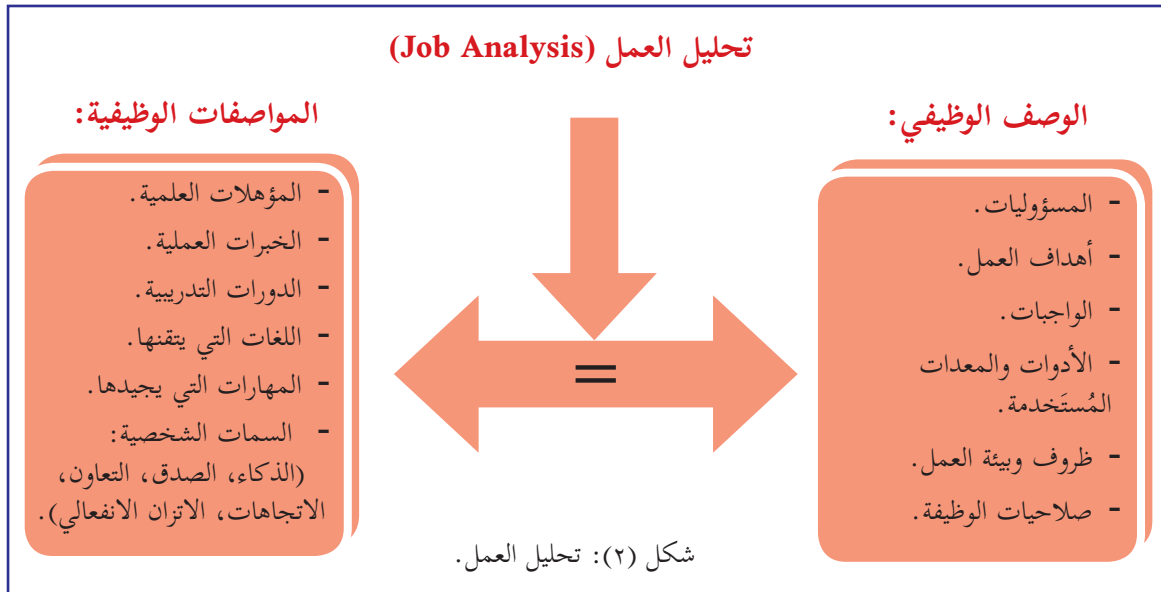 تحليل العمل (Job Analysis)
الوصف الوظيفي:
- المسؤوليات.
- أهداف العمل.
- الواجبات.
- الأدوات والمعدات
المُستَخدمة.
- ظروف وبيئة العمل.
- صلاحيات الوظيفة.
=
المواصفات الوظيفية:
- المؤهلات العلمية.
- الخبرات العملية.
- الدورات التدريبية.
- اللغات التي يتقنها.
- المهارات التي يجيدها.
- السمات الشخصية:
(الذكاء، الصدق، التعاون،
الاتجاهات، الاتزان الانفعالي).
شكل (٢): تحليل العمل.